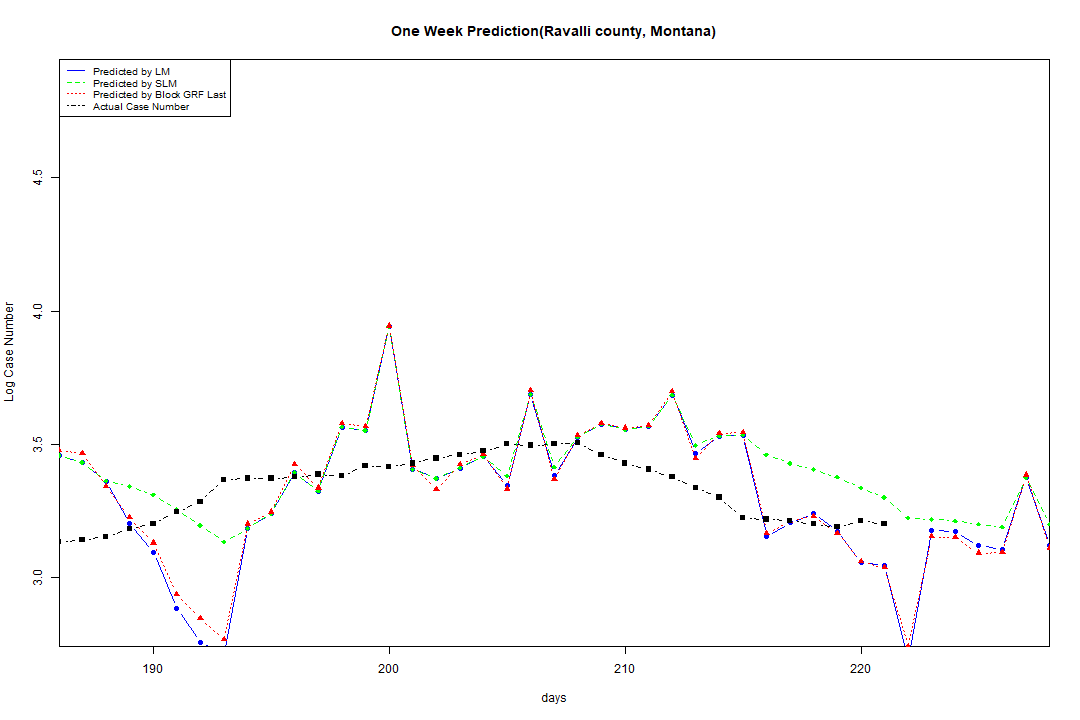 One Week Prediction(Ravalli county, Montana)
Predicted by LM
Predicted by SLM
Predicted by Block GRF Last
Actual Case Number
4.5
4.0
3.5
3.0
Log Case Number
190
200
210
220
days